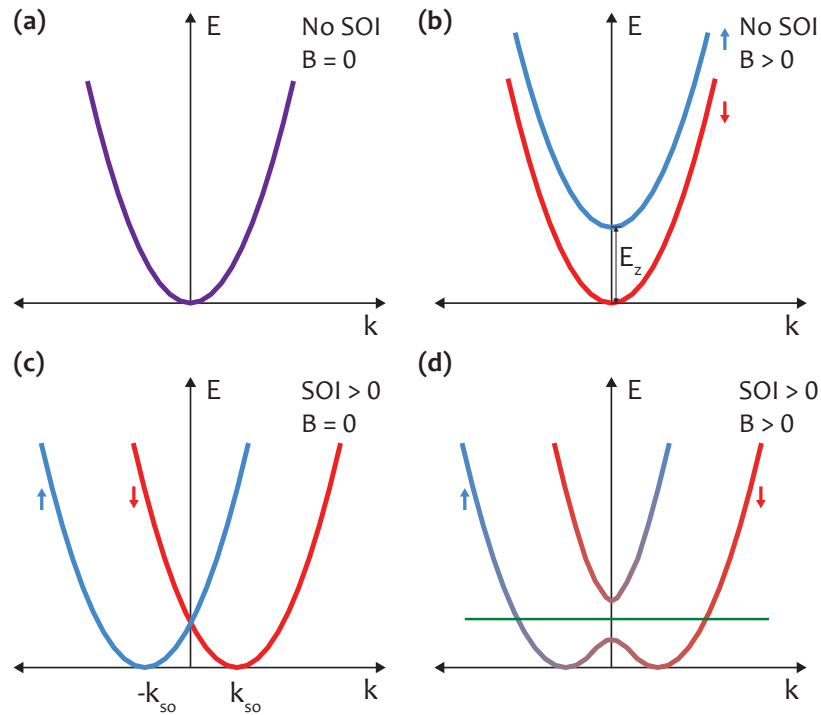 (a)
E
No SOI
B = 0
k
(b)
E
No SOI
B > 0
E_z
k
(c)
E
SOI > 0
B = 0
-k_so
k_so
k
(d)
E
SOI > 0
B > 0
k